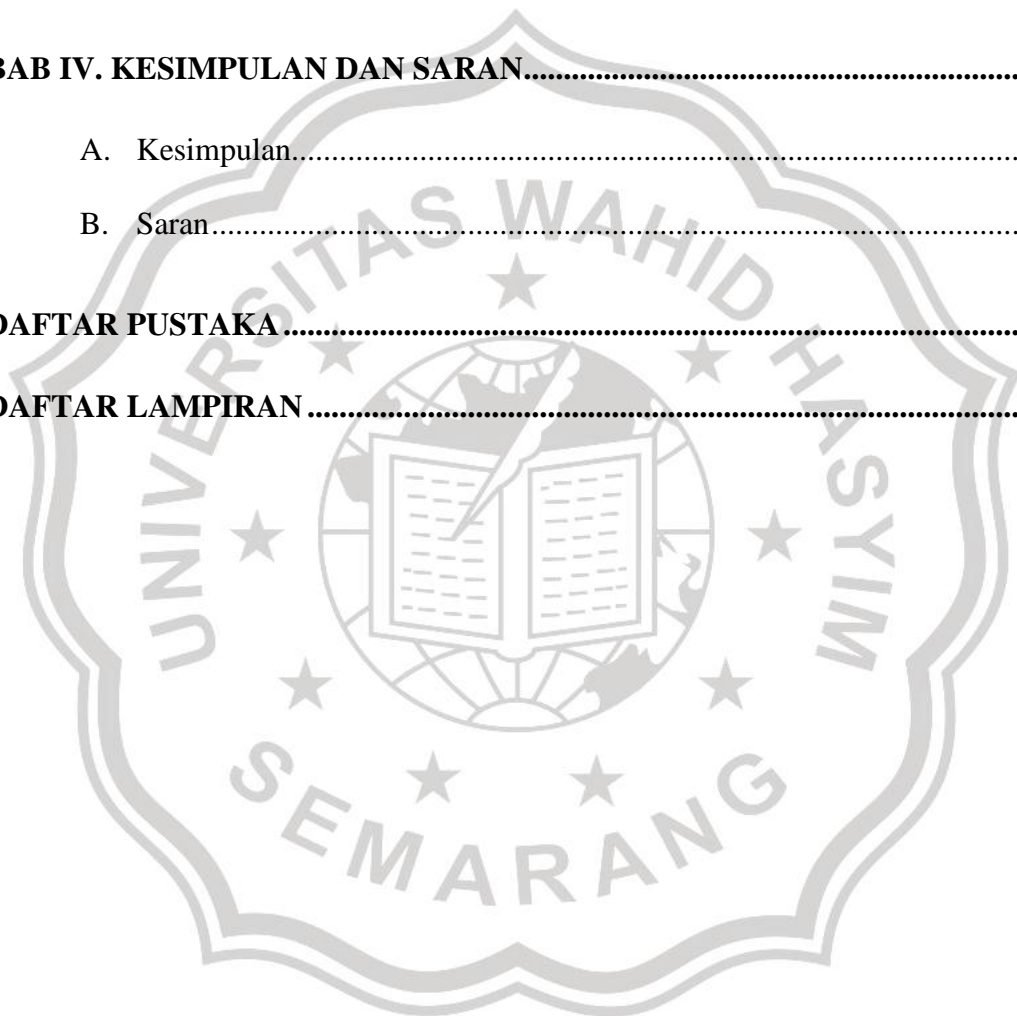 BAB IV. KESIMPULAN DAN SARAN.......................................................................
A. Kesimpulan............................................................................................
B. Saran......................................................................................................
DAFTAR PUSTAKA.............................................................................................
DAFTAR LAMPIRAN..........................................................................................
UNIVERSITAS WAHID HASYIM
SEMARANG